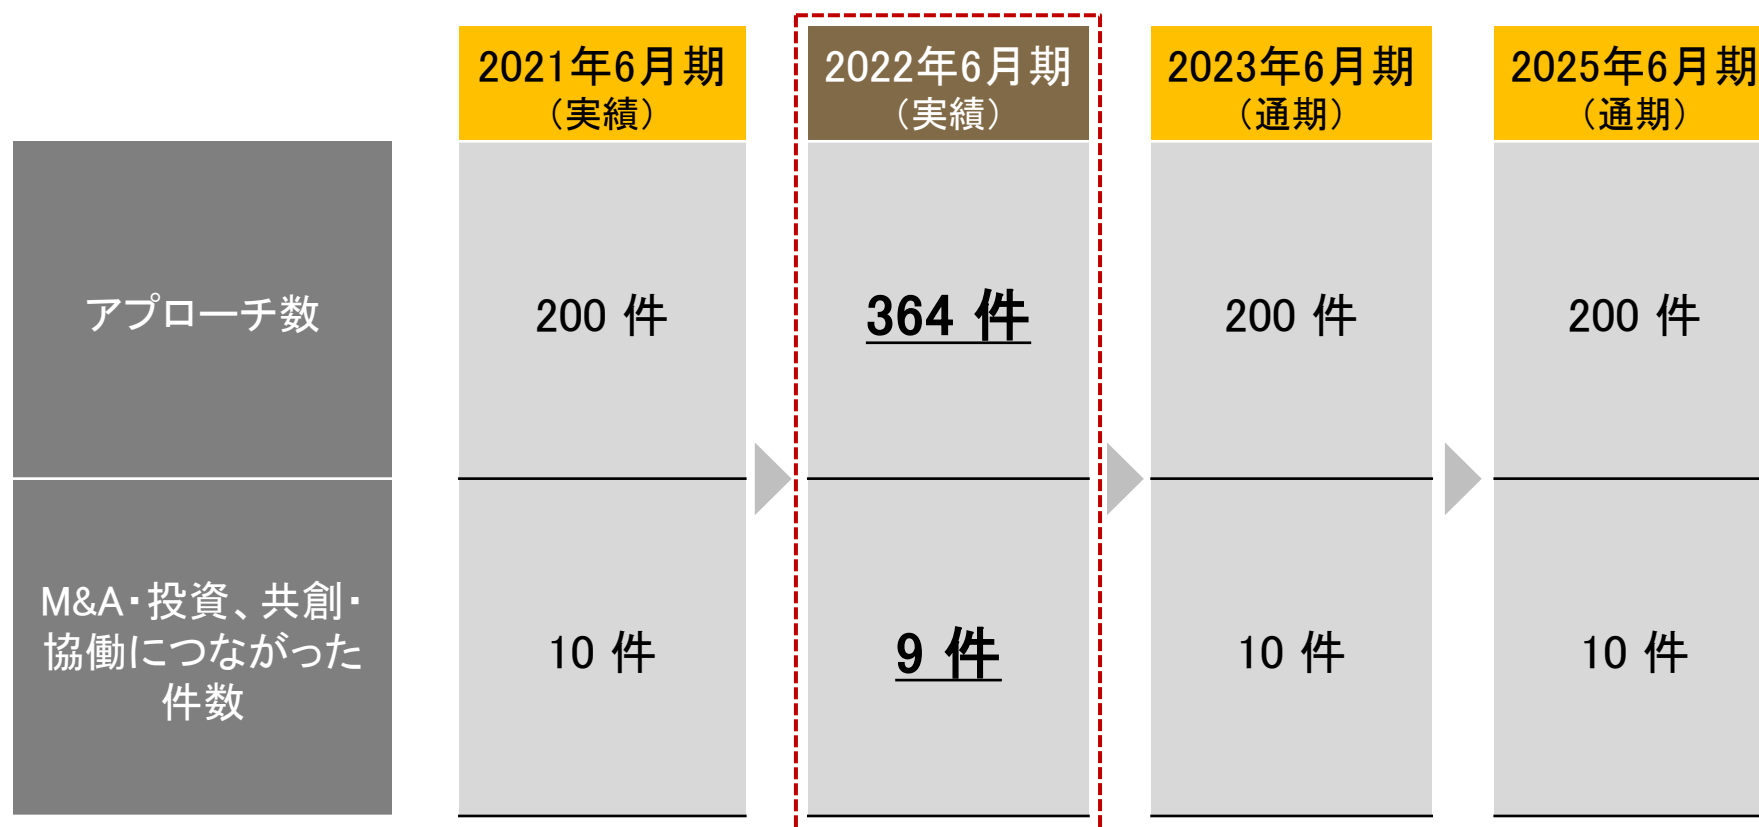 2021年6月期
（実績）
2022年6月期
（実績）
2023年6月期
（通期）
2025年6月期
（通期）
アプローチ数
200 件
364 件
200 件
200 件
M&A・投資、共創・
協働につながった
件数
10 件
9 件
10 件
10 件